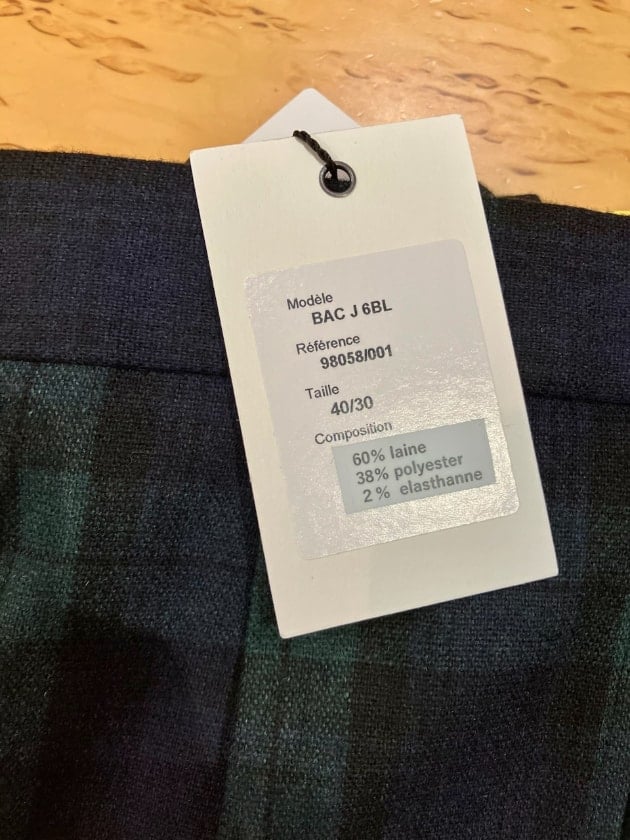 Modèle
BAC J 6BL
Référence
98058/001
Taille
40/30
Composition
60% laine
38% polyester
2 % elasthanne